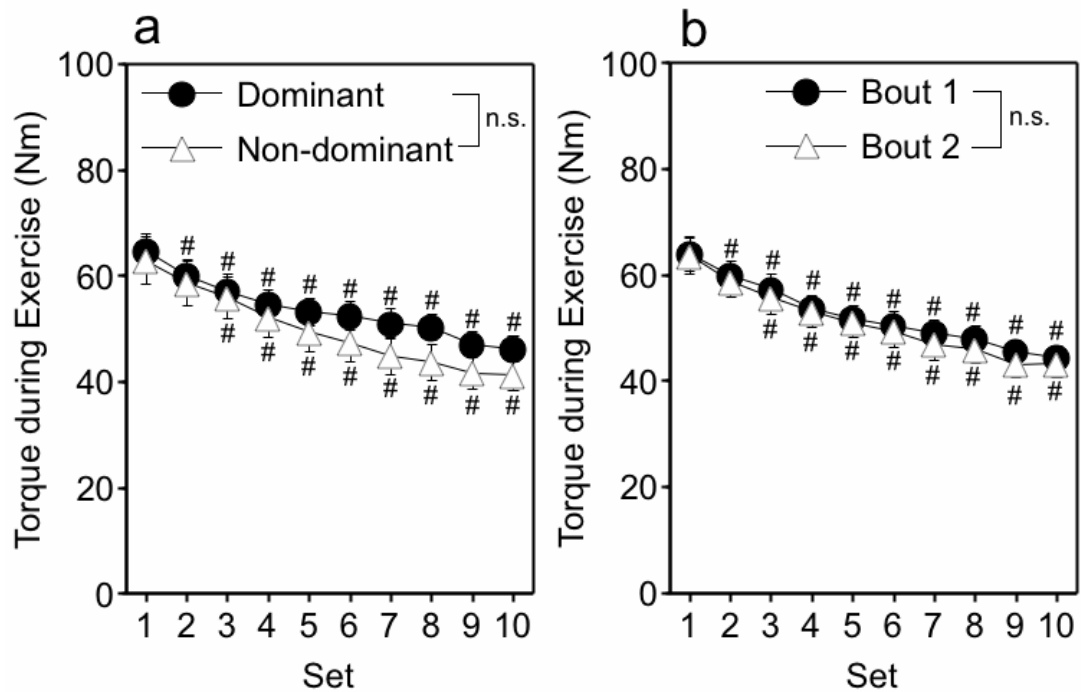 a
100
80
60
40
20
0
Torque during Exercise (Nm)
Dominant
Non-dominant
n.s.
# # # # # # # # #
# # # # # # # #
1 2 3 4 5 6 7 8 9 10
Set
b
100
80
60
40
20
0
Torque during Exercise (Nm)
Bout 1
Bout 2
n.s.
# # # # # # # # #
# # # # # # # #
1 2 3 4 5 6 7 8 9 10
Set